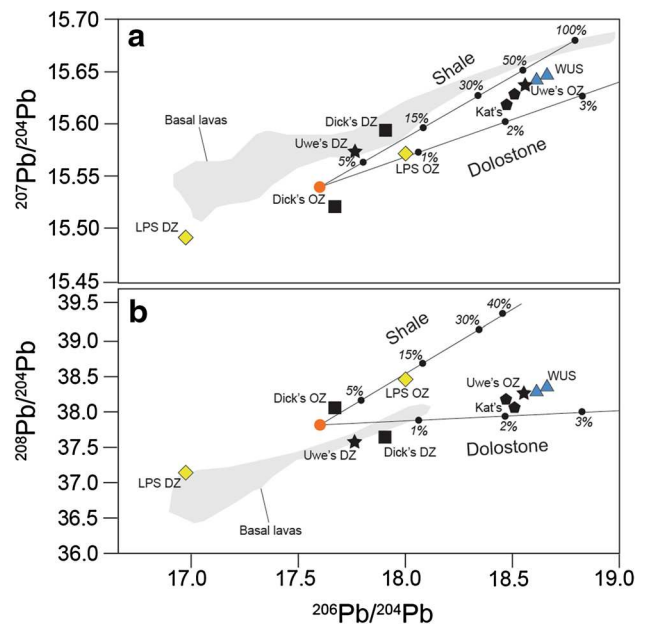 15.70
a
100%
50%
WUS
Shale
15.65
30%
Uwe's OZ
Kat's
3%
Basal lavas
Dick's DZ
15%
15.60
2%
Uwe's DZ
5%
1%
Dolostone
LPS OZ
15.55
Dick's OZ
15.50
LPS DZ
15.45
207Pb/204Pb
b
39.5
40%
30%
Shale
39.0
15%
38.5
5%
LPS OZ
Uwe's OZ
WUS
Dick's OZ
Kat's
38.0
1%
2%
3%
37.5
Uwe's DZ
Dick's DZ
Dolostone
LPS DZ
37.0
36.5
Basal lavas
36.0
208Pb/204Pb
17.0 17.5 18.0 18.5 19.0
206Pb/204Pb